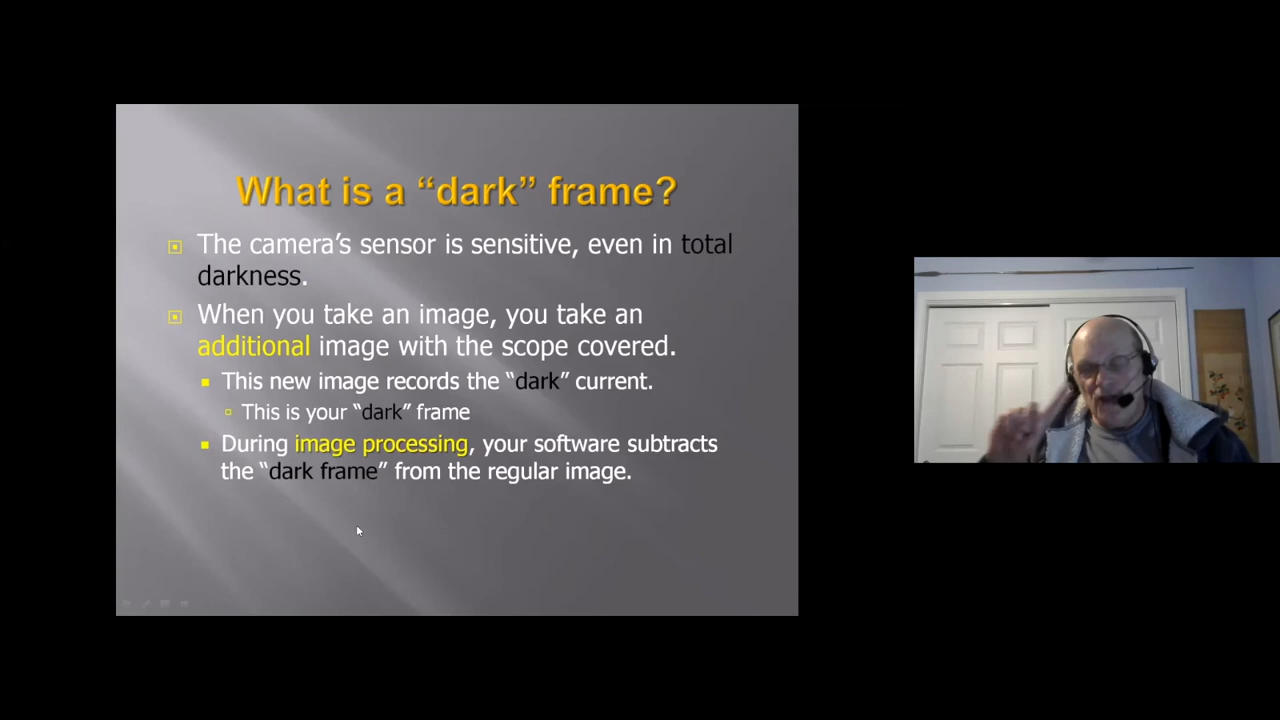 What is a “dark” frame?
The camera’s sensor is sensitive, even in total
darkness.
When you take an image, you take an
additional image with the scope covered.
This new image records the “dark” current.
This is your “dark” frame
During image processing, your software subtracts
the “dark frame” from the regular image.